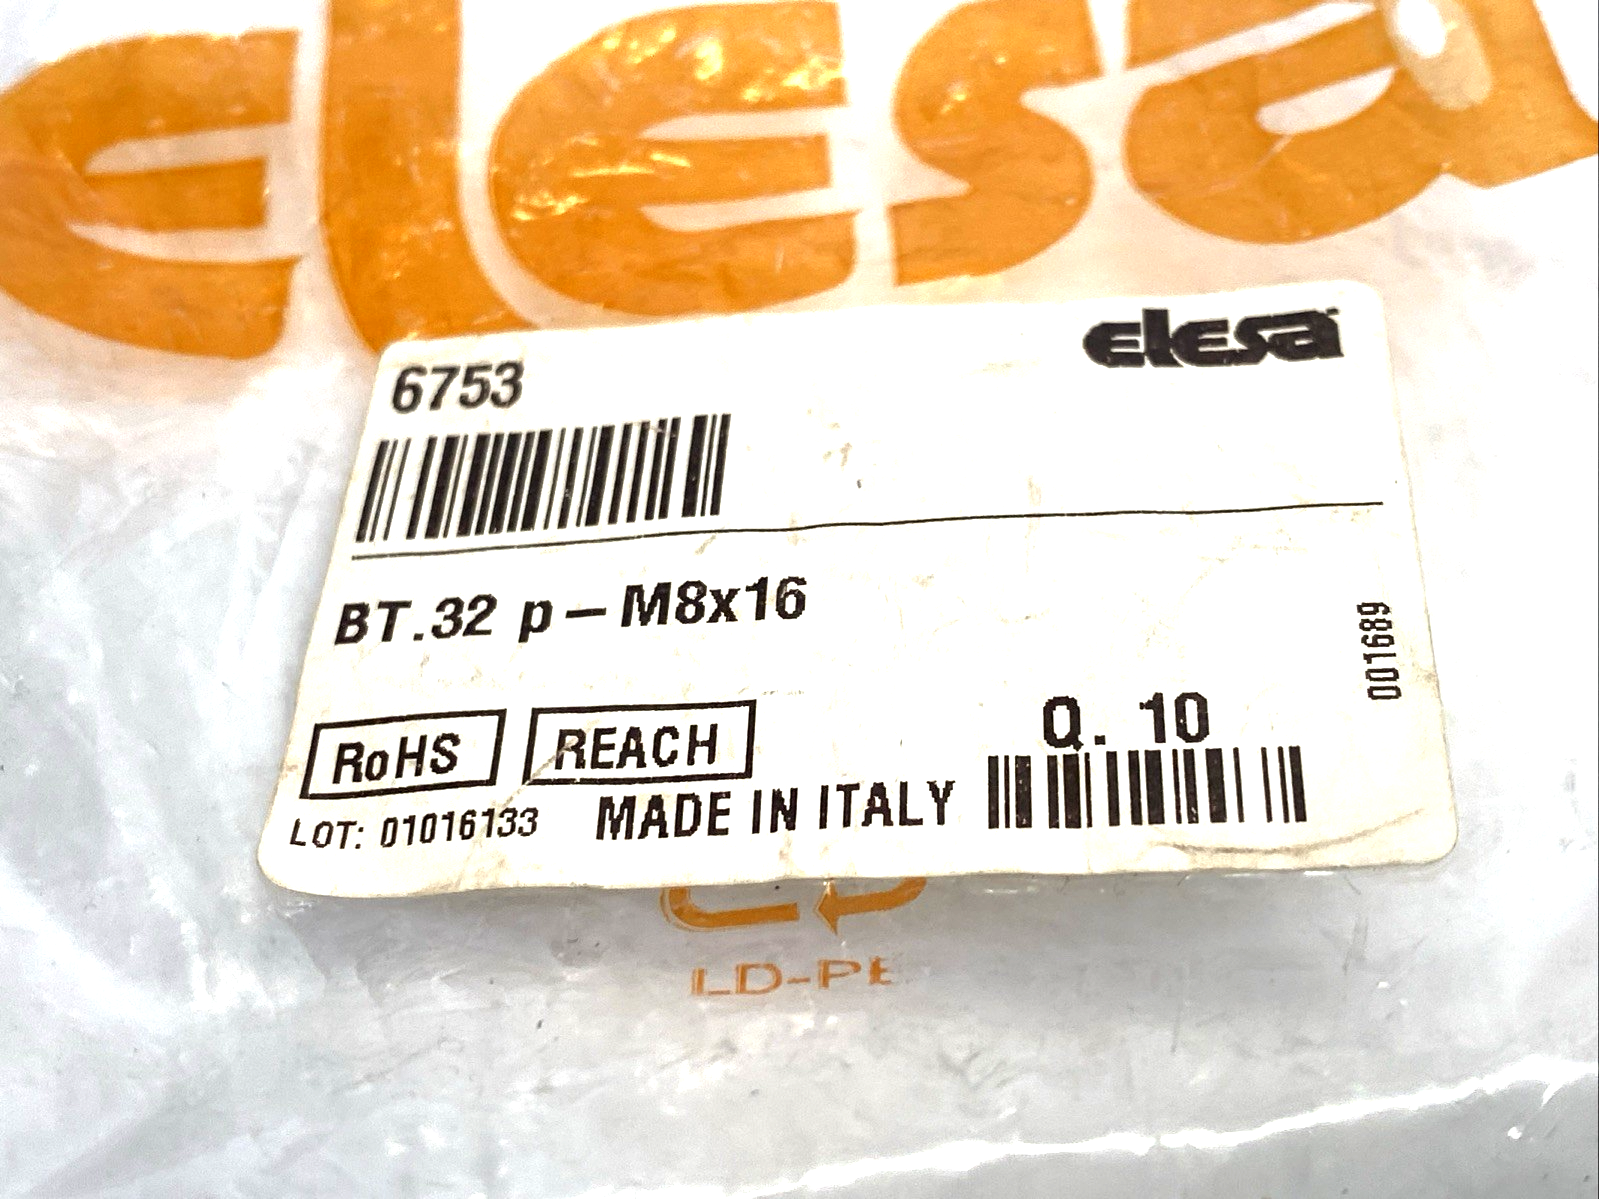 elesa
6753
elesa
BT.32 p-M8x16
001689
RoHS
REACH
Q. 10
LOT: 01016133
MADE IN ITALY
LD-PE